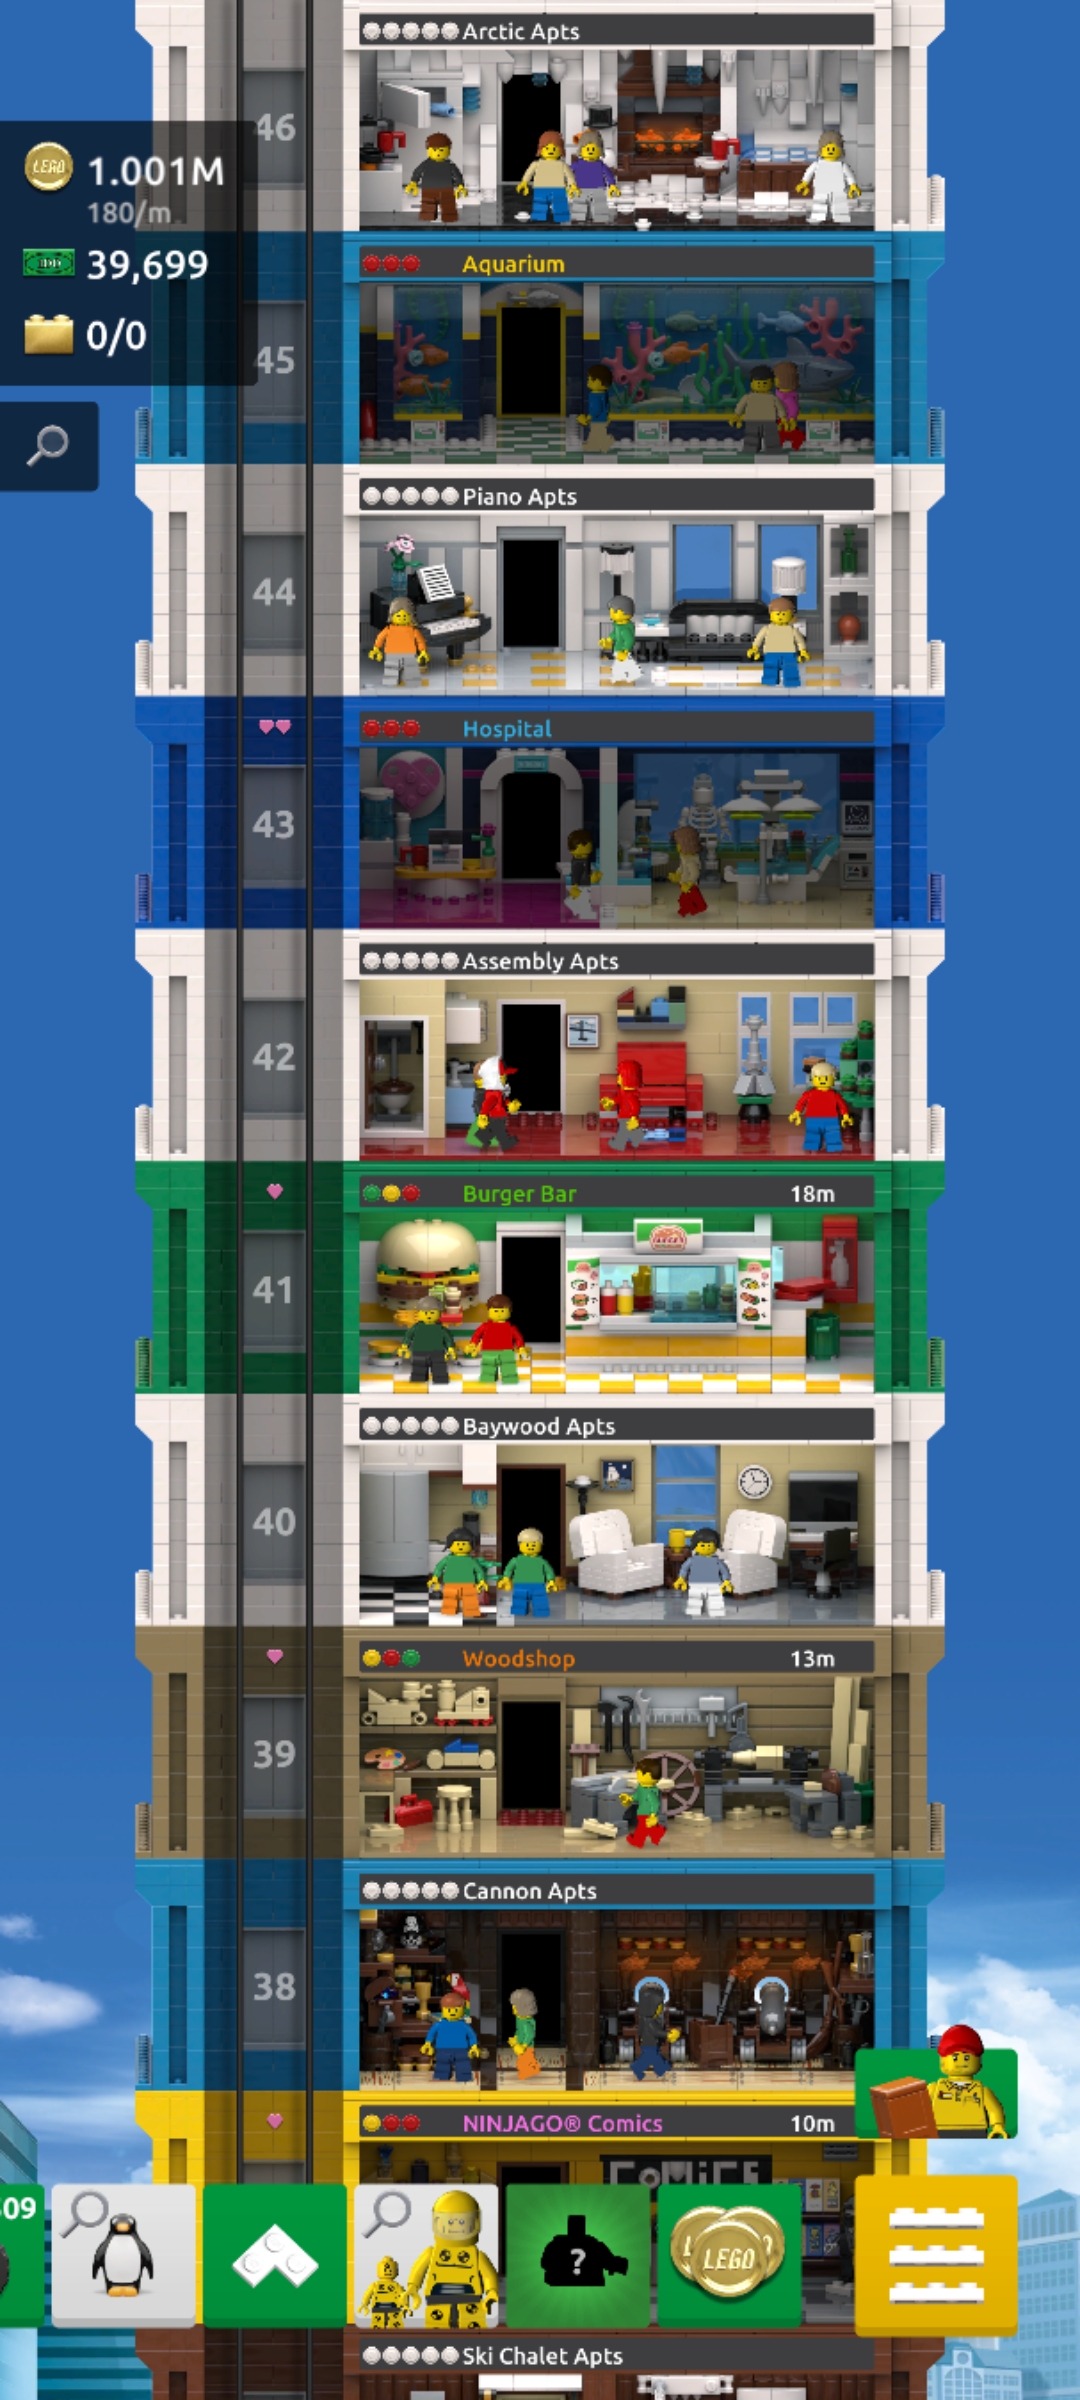 Arctic Apts
46
LEGO 1.001M
180/m
39,699
0/0
Aquarium
45
Piano Apts
44
Hospital
43
Assembly Apts
42
Burger Bar 18m
41
Baywood Apts
40
Woodshop 13m
39
Cannon Apts
38
NINJAGO® Comics 10m
COMICS
09
?
LEGO
Ski Chalet Apts